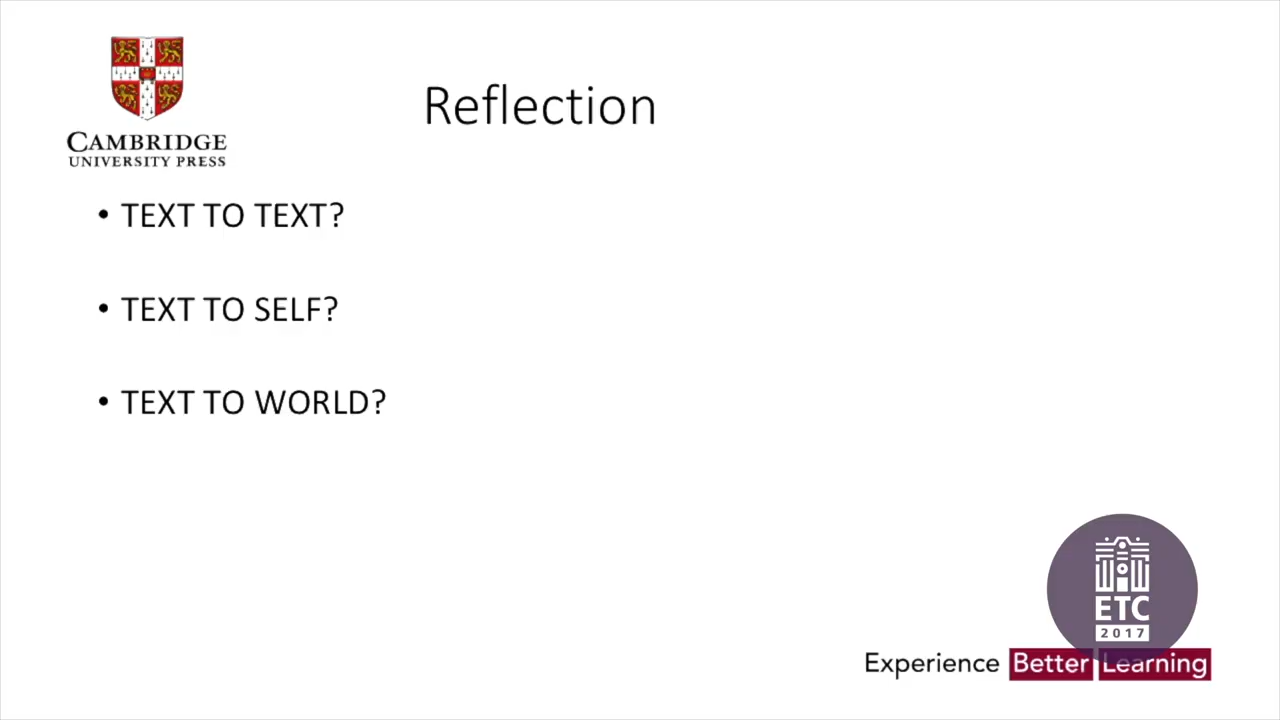 CAMBRIDGE
UNIVERSITY PRESS
Reflection
• TEXT TO TEXT?
• TEXT TO SELF?
• TEXT TO WORLD?
ETC
2017
Experience Better Learning